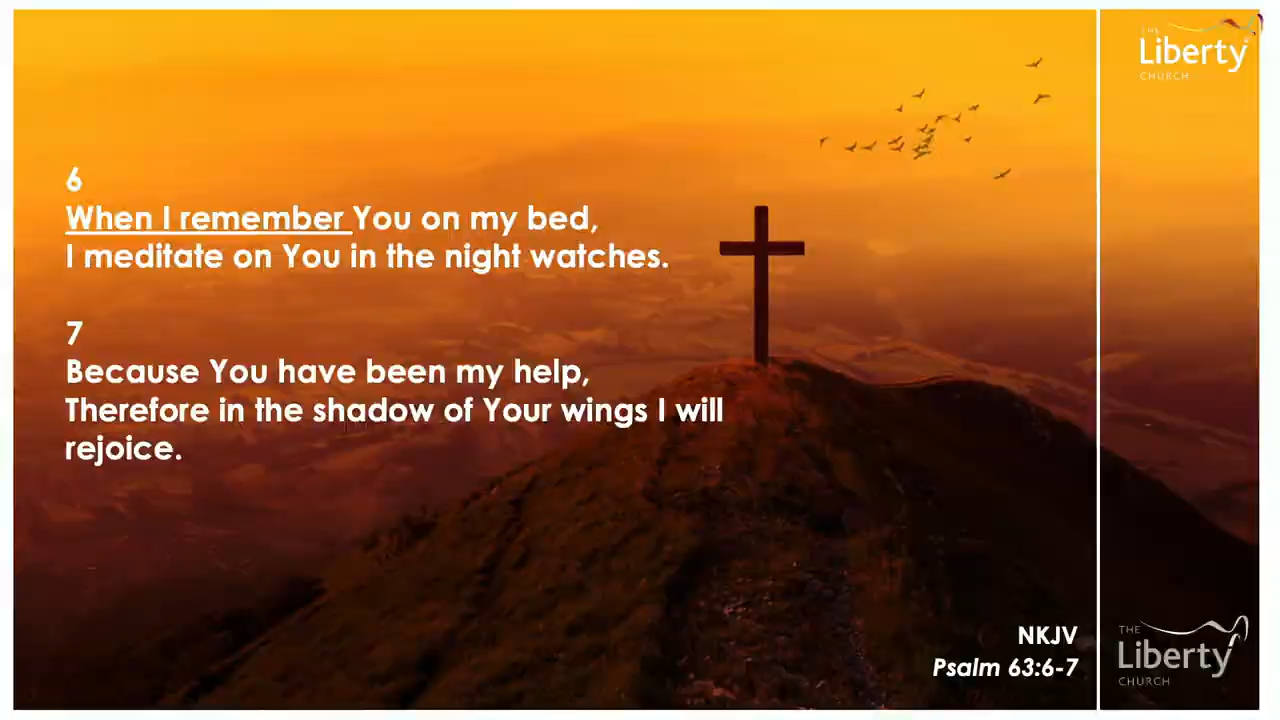 THE
Liberty
CHURCH
6
When I remember You on my bed,
I meditate on You in the night watches.
7
Because You have been my help,
Therefore in the shadow of Your wings I will
rejoice.
NKJV
Psalm 63:6-7
THE
Liberty
CHURCH